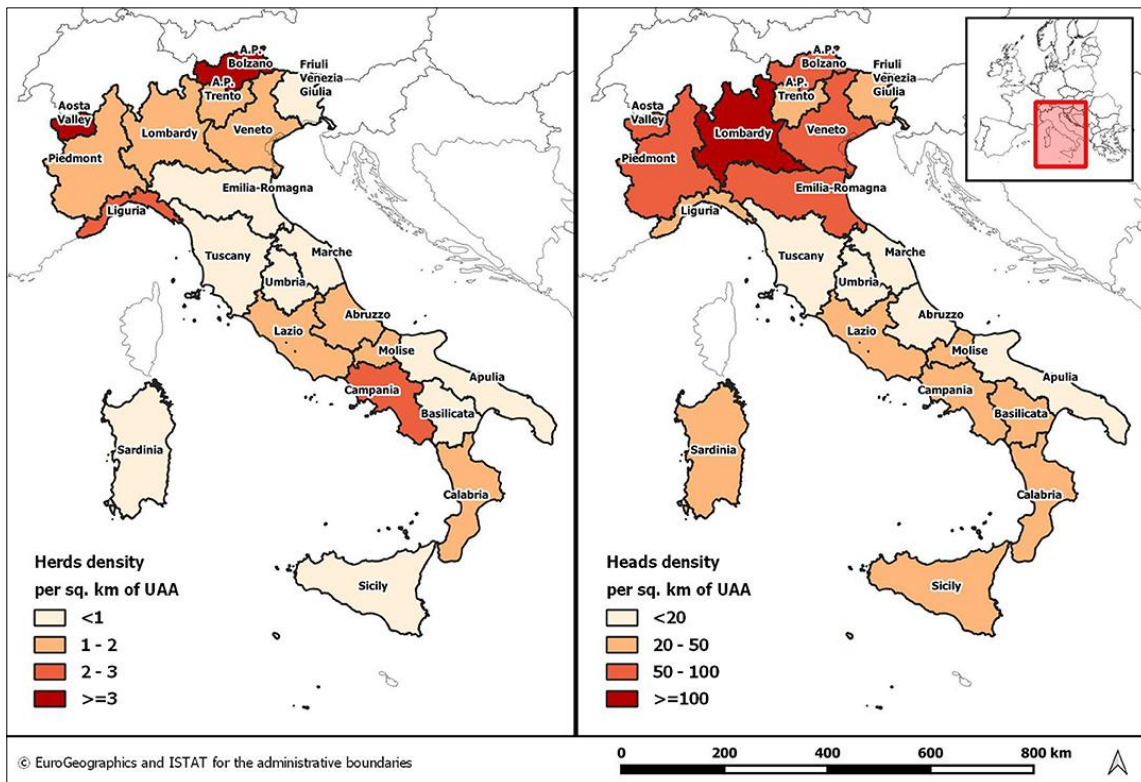 A.P.
Bolzano
Friuli
Venezia
Giulia
A.P.
Trento
Aosta
Valley
Lombardy
Veneto
Piedmont
Emilia-Romagna
Liguria
Tuscany
Marche
Umbria
Abruzzo
Lazio
Molise
Apulia
Campania
Basilicata
Sardinia
Calabria
Sicily
Herds density
per sq. km of UAA
<1
1 - 2
2 - 3
>=3
A.P.
Bolzano
Friuli
Venezia
Giulia
A.P.
Trento
Aosta
Valley
Lombardy
Veneto
Piedmont
Emilia-Romagna
Liguria
Tuscany
Marche
Umbria
Abruzzo
Lazio
Molise
Apulia
Campania
Basilicata
Sardinia
Calabria
Sicily
Heads density
per sq. km of UAA
<20
20 - 50
50 - 100
>=100
© EuroGeographics and ISTAT for the administrative boundaries
0 200 400 600 800 km